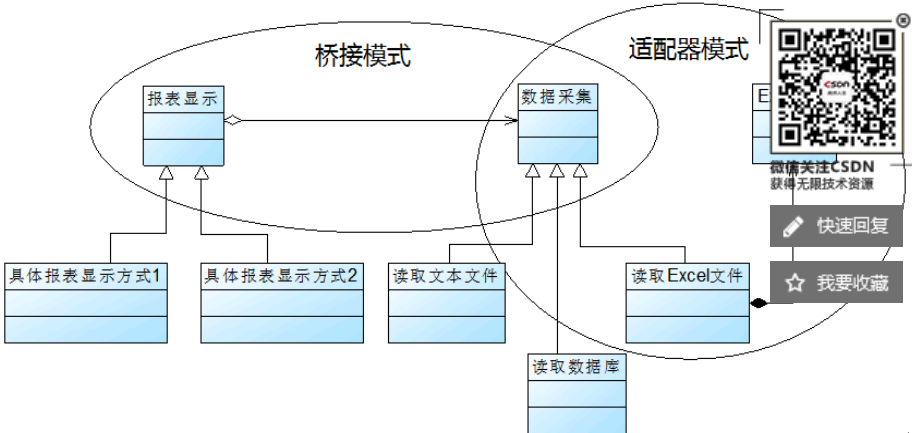 桥接模式
适配器模式
报表显示
数据采集
微信关注CSDN
获得无限技术资源
快速回复
具体报表显示方式1
具体报表显示方式2
读取文本文件
读取Excel文件
我要收藏
读取数据库
CSDN